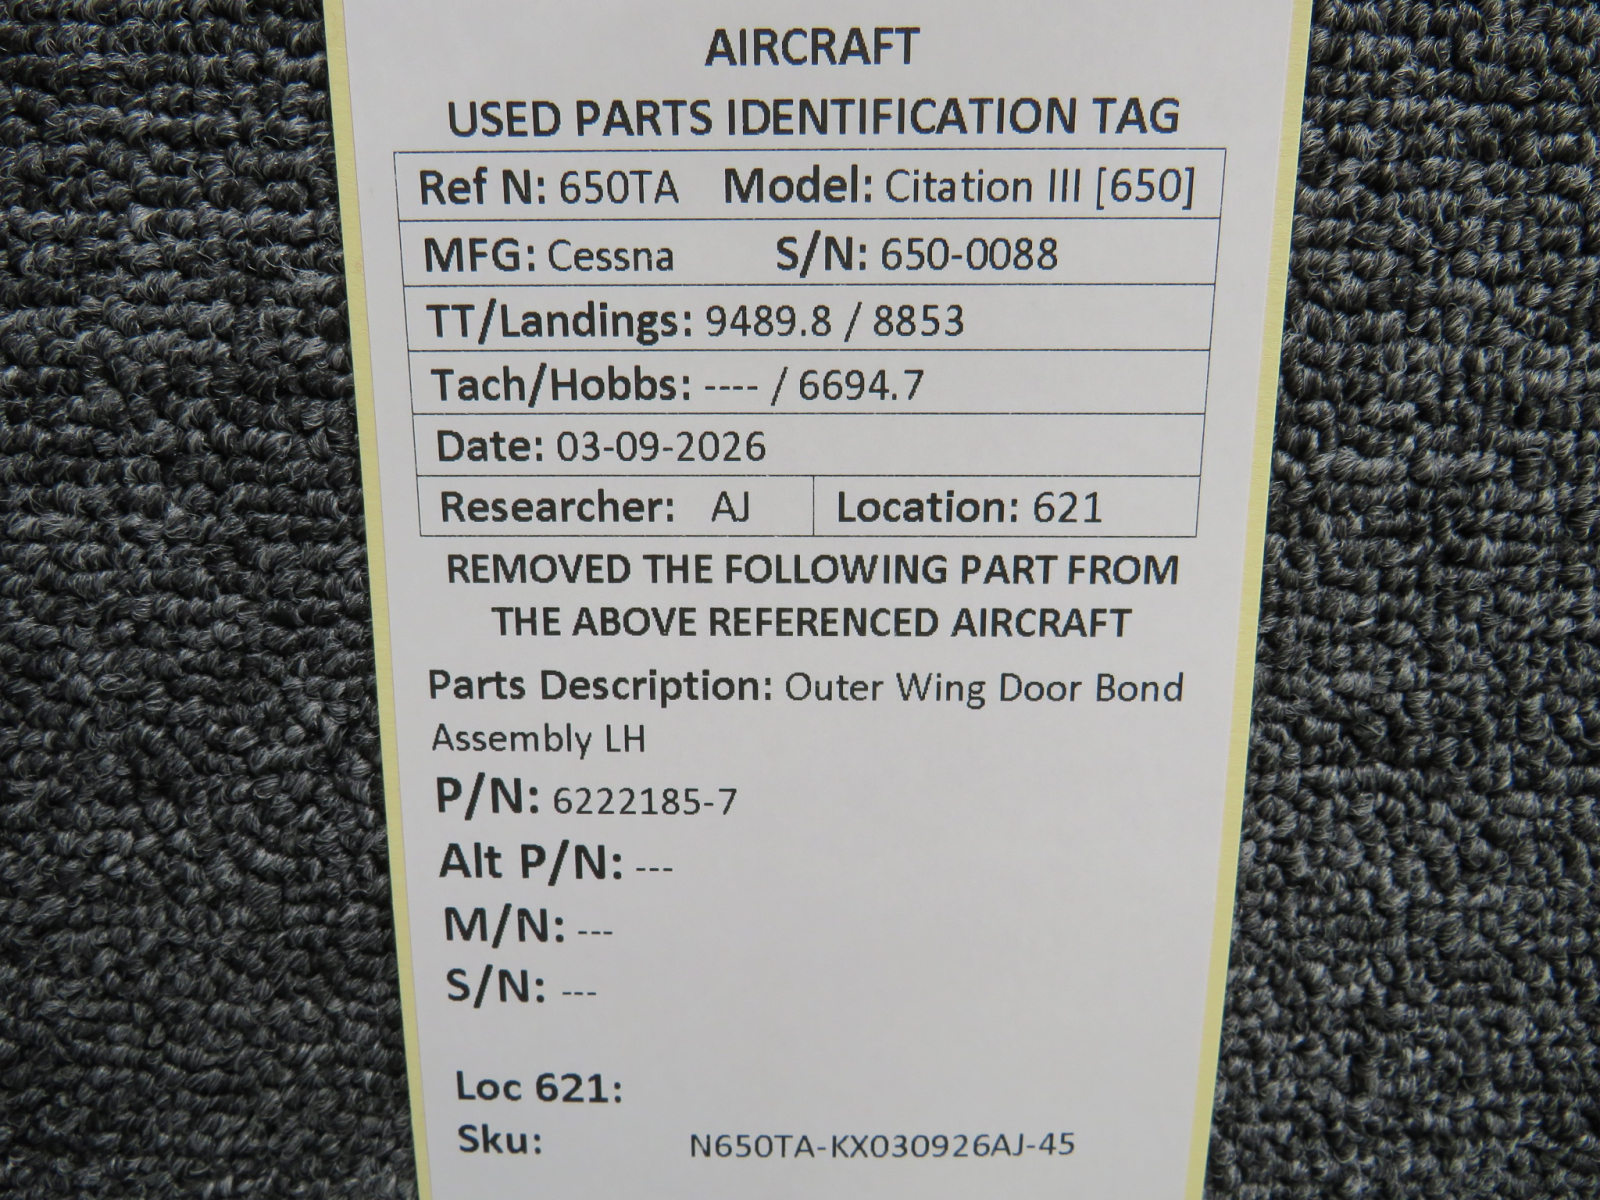 AIRCRAFT
USED PARTS IDENTIFICATION TAG
Ref N: 650TA Model: Citation III [650]
MFG: Cessna S/N: 650-0088
TT/Landings: 9489.8 / 8853
Tach/Hobbs: ---- / 6694.7
Date: 03-09-2026
Researcher: AJ Location: 621
REMOVED THE FOLLOWING PART FROM
THE ABOVE REFERENCED AIRCRAFT
Parts Description: Outer Wing Door Bond
Assembly LH
P/N: 6222185-7
Alt P/N: ---
M/N: ---
S/N: ---
Loc 621:
Sku: N650TA-KX030926AJ-45